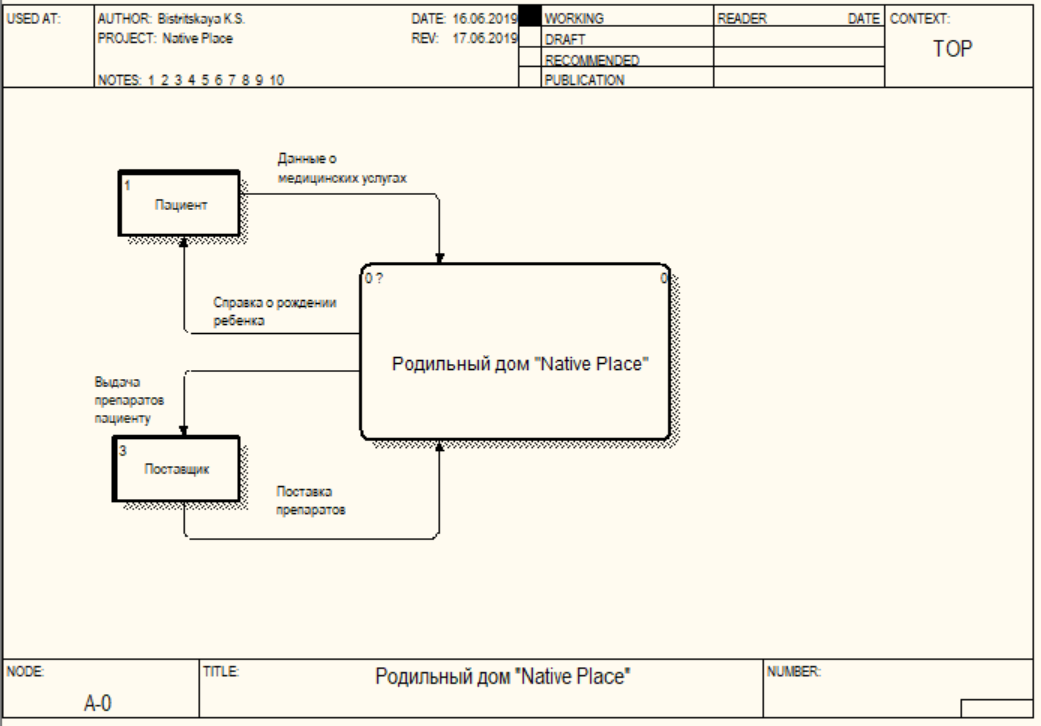 USED AT:
AUTHOR: Bistritskaya K.S.
DATE: 16.06.2019
WORKING
READER
DATE
CONTEXT:
PROJECT: Native Place
REV: 17.06.2019
DRAFT
TOP
RECOMMENDED
NOTES: 1 2 3 4 5 6 7 8 9 10
PUBLICATION
Данные о
медицинских услугах
1
Пациент
0 ?
0
Справка о рождении
ребенка
Родильный дом "Native Place"
Выдача
препаратов
пациенту
3
Поставщик
Поставка
препаратов
NODE:
TITLE:
Родильный дом "Native Place"
NUMBER:
A-0